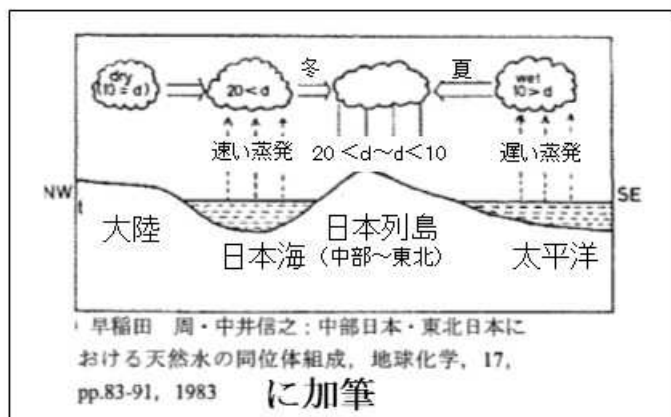 冬 夏
dry
(10=d)
20<d
wet
10>d
速い蒸発 20<d～d<10 遅い蒸発
NW SE
大陸 日本列島
日本海 (中部～東北) 太平洋
早稲田 周・中井信之：中部日本・東北日本に
おける天然水の同位体組成，地球化学，17，
pp.83-91，1983 に加筆